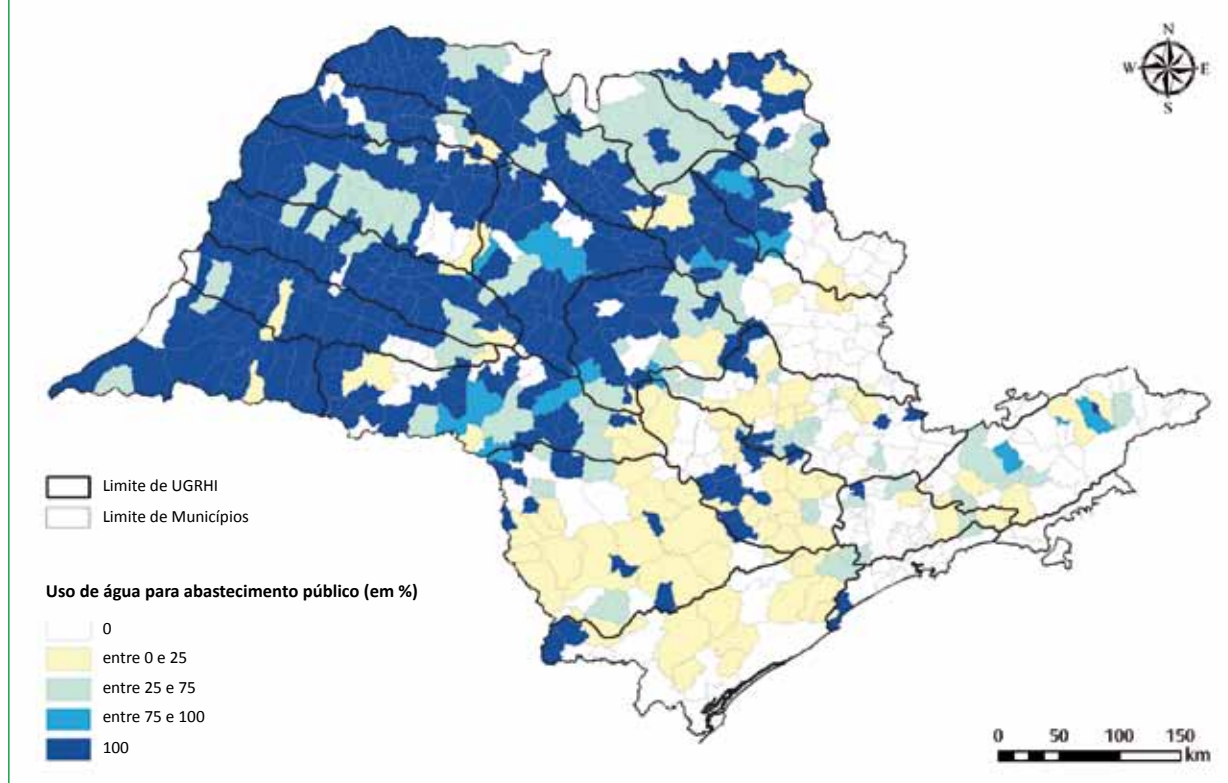 N
W E
S
Limite de UGRHI
Limite de Municípios
Uso de água para abastecimento público (em %)
0
entre 0 e 25
entre 25 e 75
entre 75 e 100
100
0 50 100 150
km